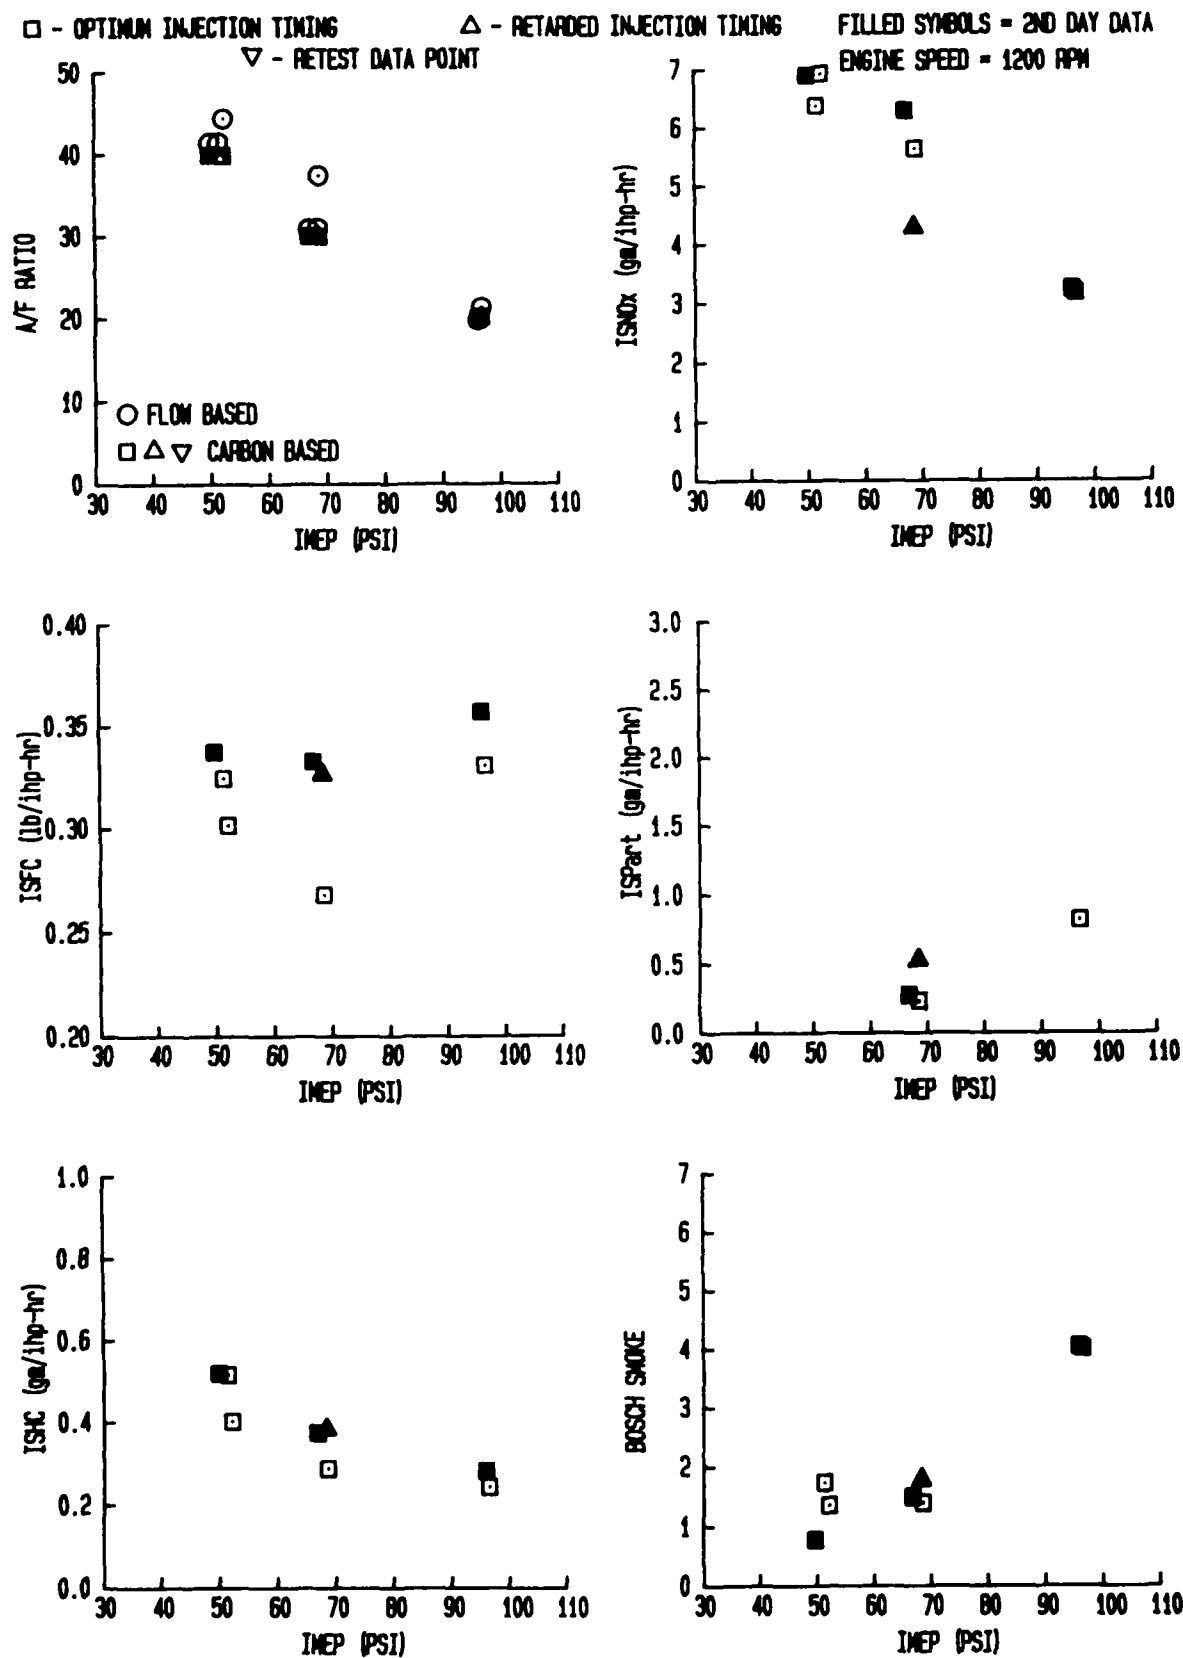 □ - OPTIMUM INJECTION TIMING △ - RETARDED INJECTION TIMING FILLED SYMBOLS = 2ND DAY DATA
▽ - RETEST DATA POINT ENGINE SPEED = 1200 RPM
50
40
30
20
10
0
A/F RATIO
○ FLOW BASED
□ △ ▽ CARBON BASED
30 40 50 60 70 80 90 100 110
IMEP (PSI)
7
6
5
4
3
2
1
0
ISNOx (gm/ihp-hr)
30 40 50 60 70 80 90 100 110
IMEP (PSI)
0.40
0.35
0.30
0.25
0.20
ISFC (lb/ihp-hr)
30 40 50 60 70 80 90 100 110
IMEP (PSI)
3.0
2.5
2.0
1.5
1.0
0.5
0.0
ISPart (gm/ihp-hr)
30 40 50 60 70 80 90 100 110
IMEP (PSI)
1.0
0.8
0.6
0.4
0.2
0.0
ISHC (gm/ihp-hr)
30 40 50 60 70 80 90 100 110
IMEP (PSI)
7
6
5
4
3
2
1
0
BOSCH SMOKE
30 40 50 60 70 80 90 100 110
IMEP (PSI)